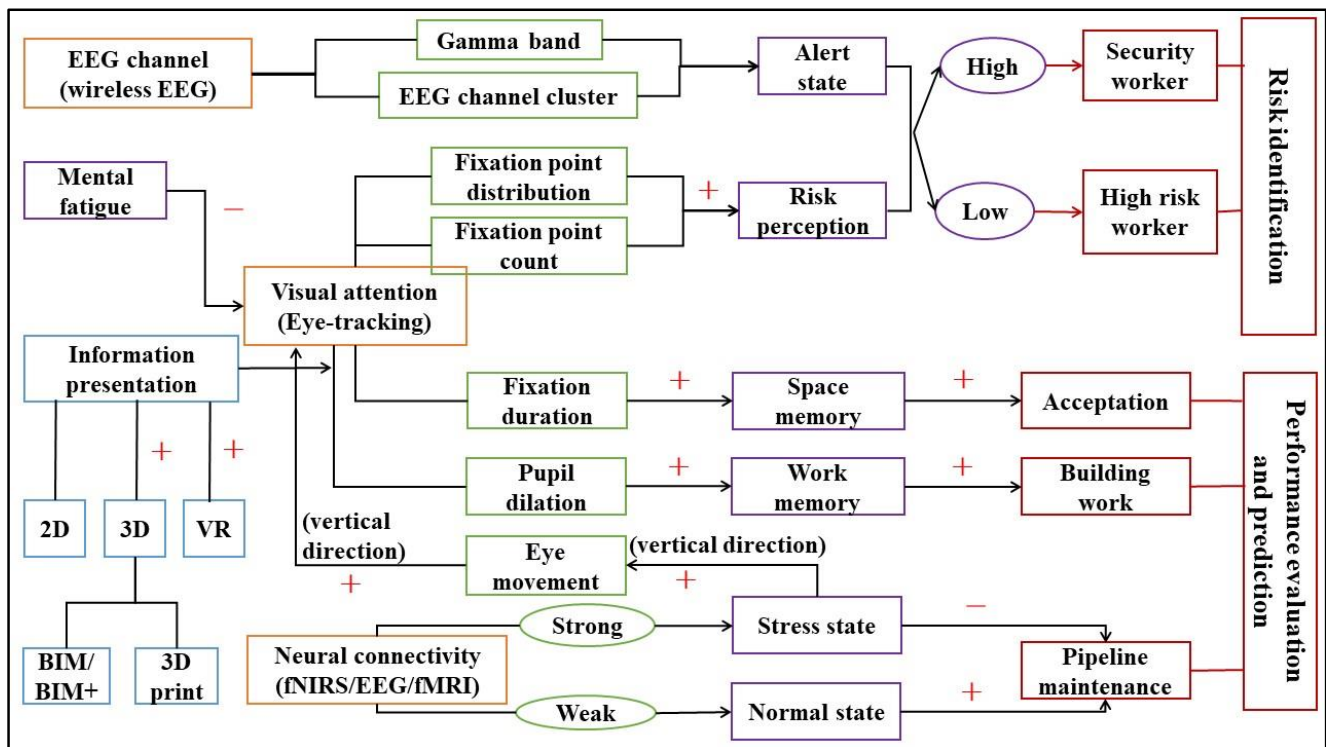 EEG channel
(wireless EEG)
Gamma band
EEG channel cluster
Alert
state
High
Security
worker
Risk identification
Mental
fatigue
−
Fixation point
distribution
Fixation point
count
+
Risk
perception
Low
High risk
worker
Visual attention
(Eye-tracking)
Information
presentation
+
+
2D
3D
VR
BIM/
BIM+
3D
print
Fixation
duration
+
Space
memory
+
Acceptation
Pupil
dilation
+
Work
memory
+
Building
work
Performance evaluation
and prediction
(vertical
direction)
+
Eye
movement
(vertical direction)
+
Neural connectivity
(fNIRS/EEG/fMRI)
Strong
Stress state
−
Weak
Normal state
+
Pipeline
maintenance